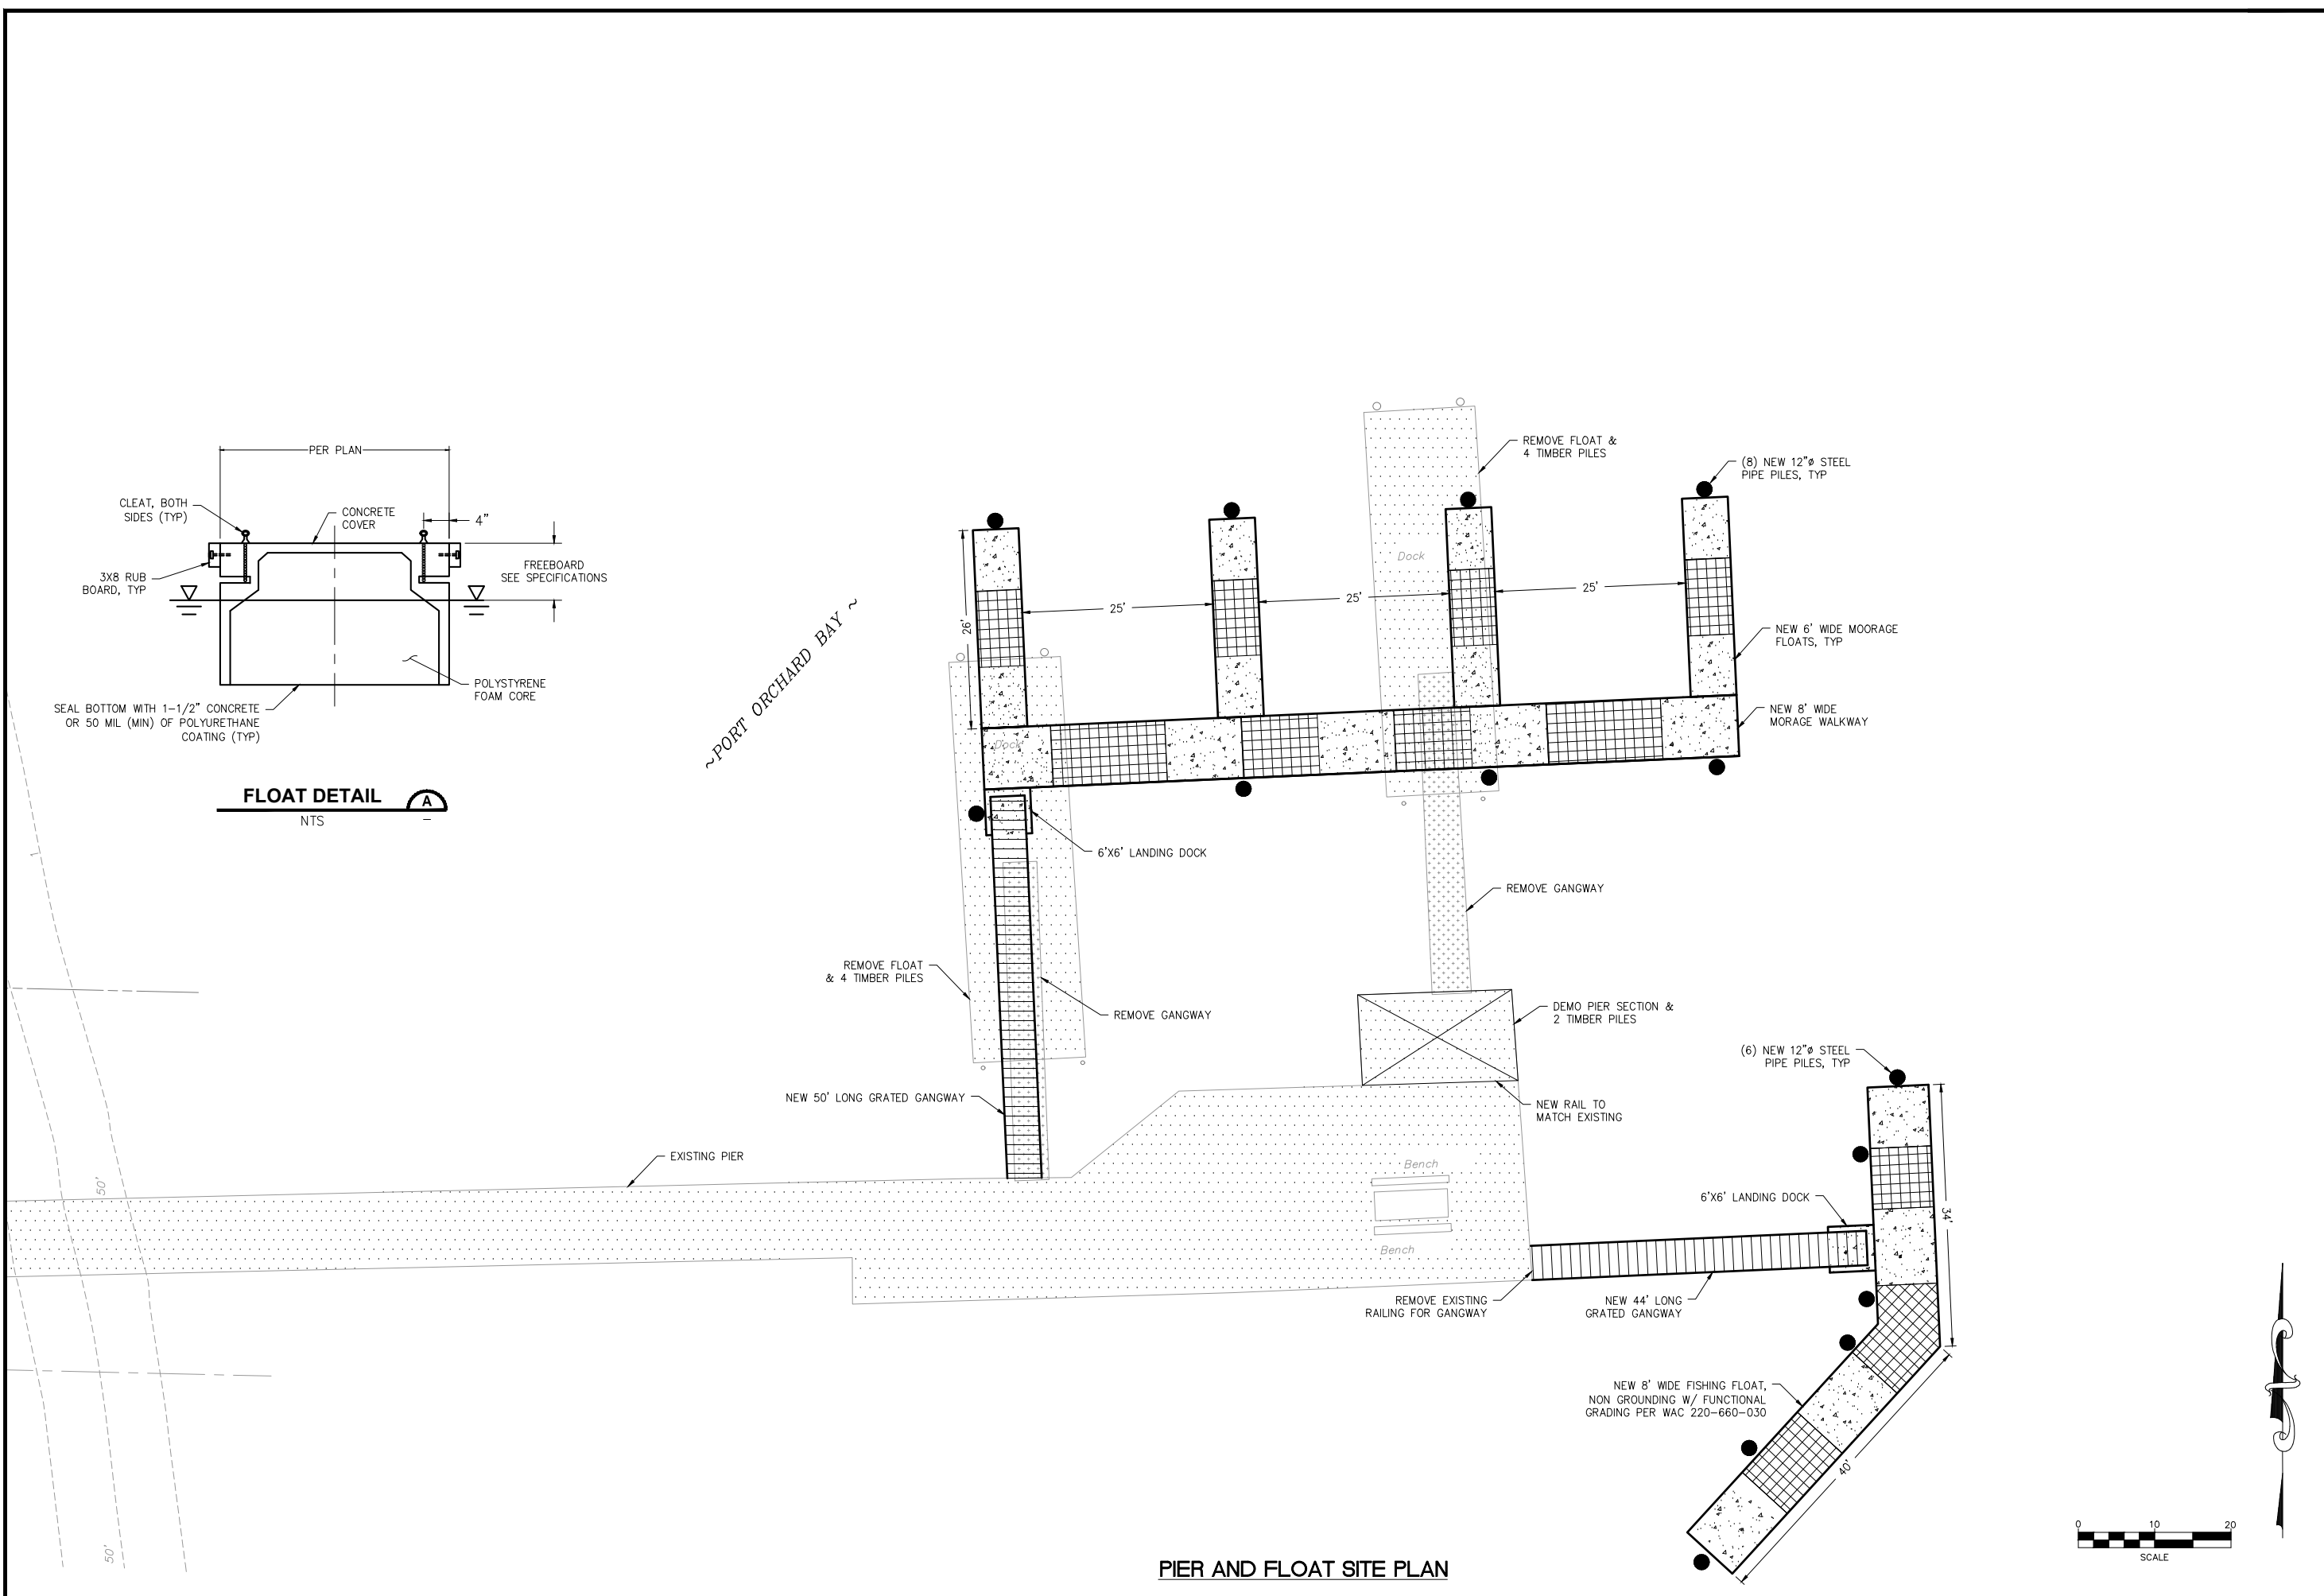 PER PLAN
CLEAT, BOTH
SIDES (TYP)
CONCRETE
COVER
4"
3X8 RUB
BOARD, TYP
FREEBOARD
SEE SPECIFICATIONS
POLYSTYRENE
FOAM CORE
SEAL BOTTOM WITH 1-1/2" CONCRETE
OR 50 MIL (MIN) OF POLYURETHANE
COATING (TYP)
FLOAT DETAIL
A
NTS
–
~PORT ORCHARD BAY ~
REMOVE FLOAT &
4 TIMBER PILES
(8) NEW 12"ø STEEL
PIPE PILES, TYP
Dock
26'
25'
25'
25'
NEW 6' WIDE MOORAGE
FLOATS, TYP
NEW 8' WIDE
MORAGE WALKWAY
Dock
6'X6' LANDING DOCK
REMOVE GANGWAY
REMOVE FLOAT
& 4 TIMBER PILES
REMOVE GANGWAY
DEMO PIER SECTION &
2 TIMBER PILES
(6) NEW 12"ø STEEL
PIPE PILES, TYP
NEW 50' LONG GRATED GANGWAY
NEW RAIL TO
MATCH EXISTING
EXISTING PIER
Bench
Bench
50'
6'X6' LANDING DOCK
34'
REMOVE EXISTING
RAILING FOR GANGWAY
NEW 44' LONG
GRATED GANGWAY
NEW 8' WIDE FISHING FLOAT,
NON GROUNDING W/ FUNCTIONAL
GRADING PER WAC 220-660-030
40'
50'
0 10 20
SCALE
PIER AND FLOAT SITE PLAN